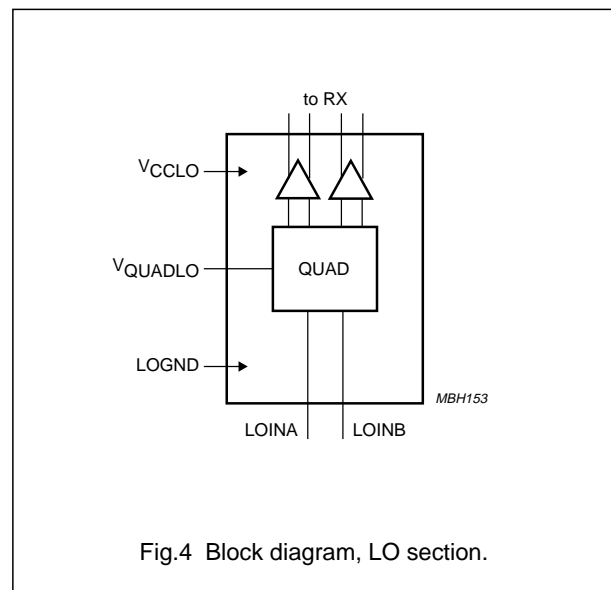 to RX
VCCLO
VQUADLO
QUAD
LOGND
MBH153
LOINA
LOINB
Fig.4 Block diagram, LO section.